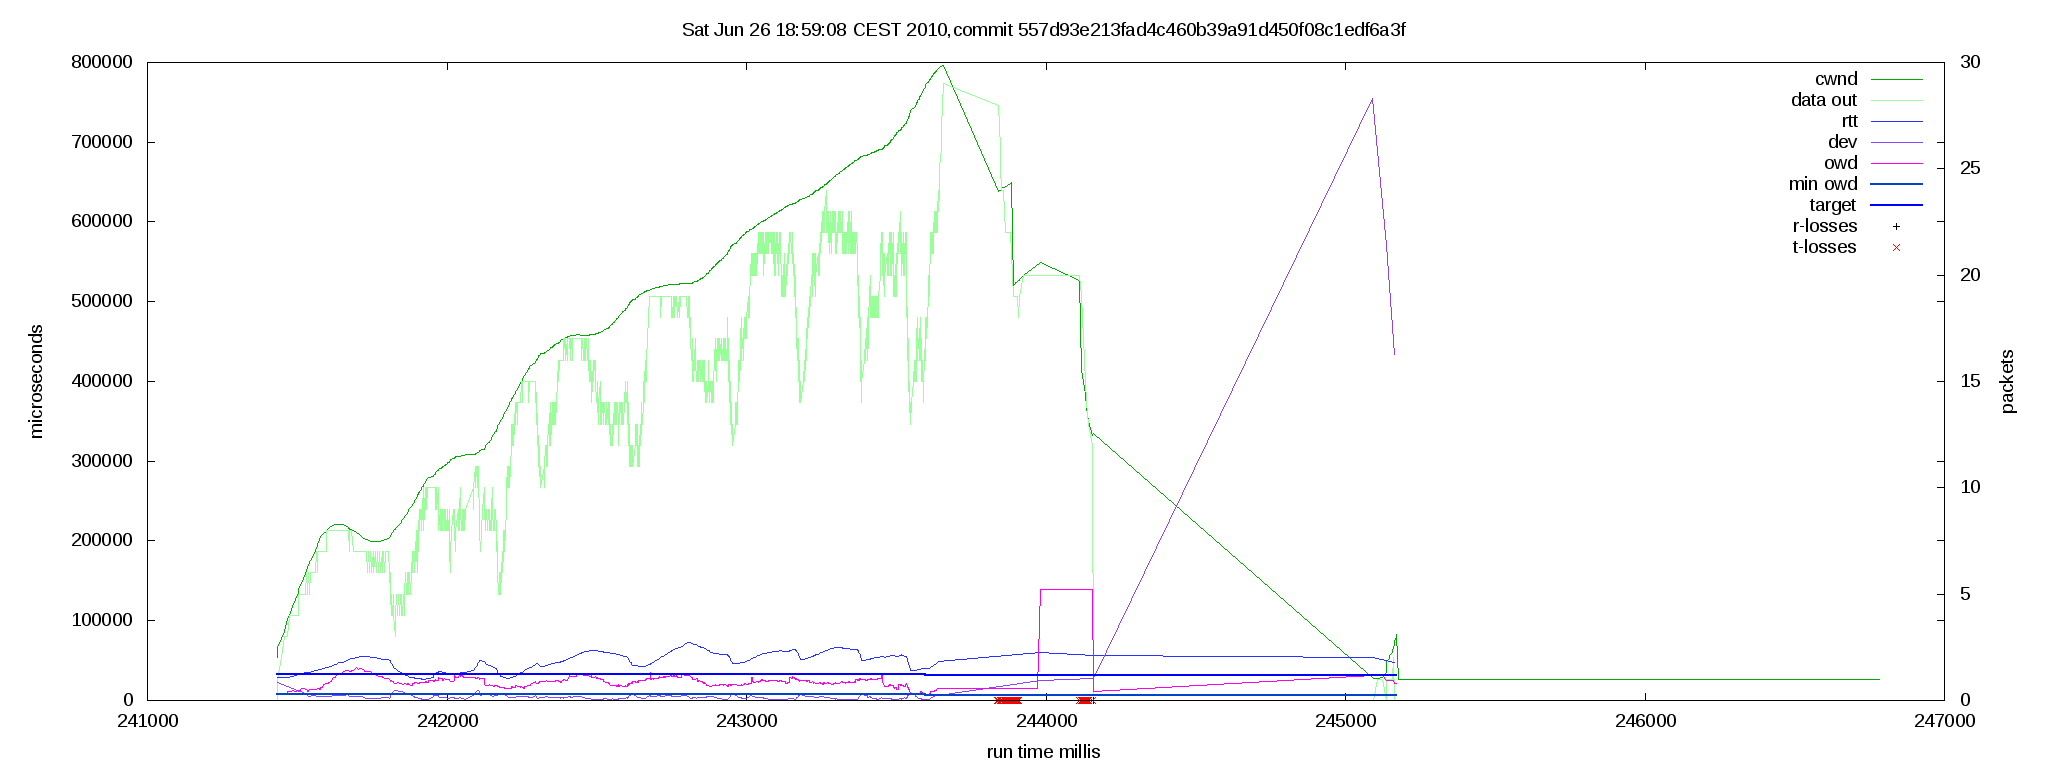 Sat Jun 26 18:59:08 CEST 2010, commit 557d93e213fad4c460b39a91d450f08c1edf6a3f
800000
700000
600000
500000
400000
300000
200000
100000
0
microseconds
30
25
20
15
10
5
0
packets
cwnd
data out
rtt
dev
owd
min owd
target
r-losses
t-losses
241000 242000 243000 244000 245000 246000 247000
run time millis